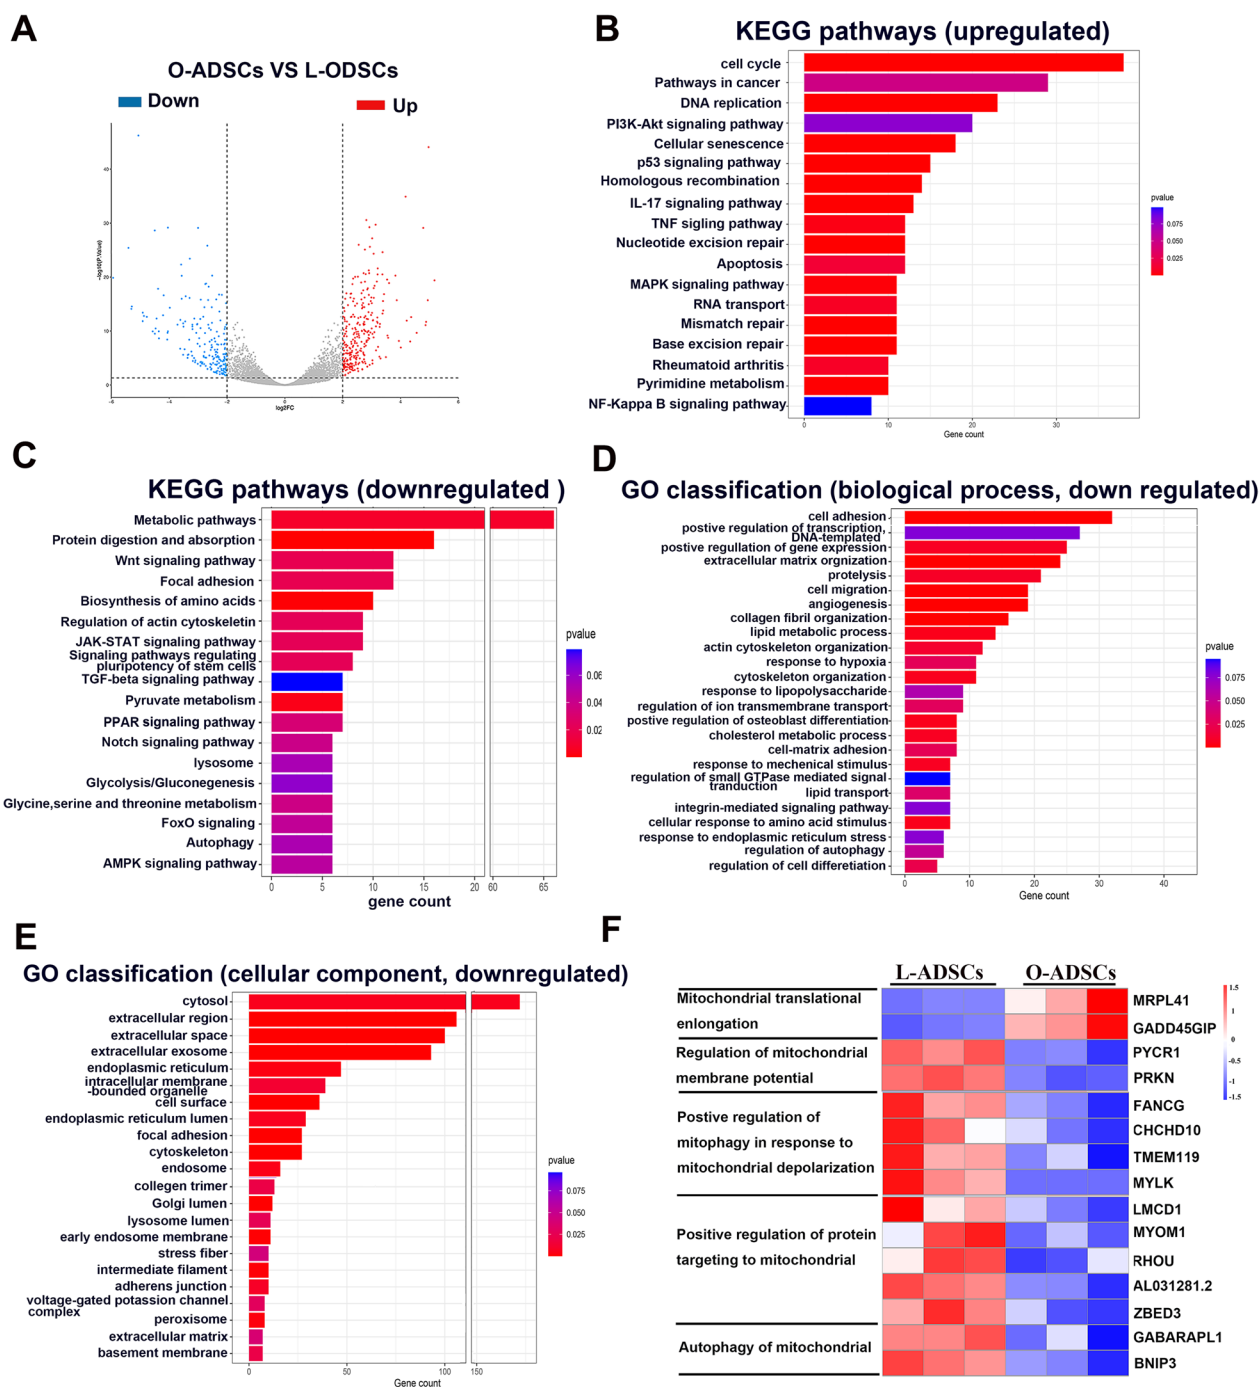 A
O-ADSCs VS L-ODSCs
Down
Up
-log10(P.Value)
40
30
20
10
0
-6
-4
-2
0
2
4
6
log2FC
B
KEGG pathways (upregulated)
cell cycle
Pathways in cancer
DNA replication
PI3K-Akt signaling pathway
Cellular senescence
p53 signaling pathway
Homologous recombination
IL-17 signaling pathway
TNF sigling pathway
Nucleotide excision repair
Apoptosis
MAPK signaling pathway
RNA transport
Mismatch repair
Base excision repair
Rheumatoid arthritis
Pyrimidine metabolism
NF-Kappa B signaling pathway
0
10
20
30
Gene count
pvalue
0.075
0.050
0.025
C
KEGG pathways (downregulated )
Metabolic pathways
Protein digestion and absorption
Wnt signaling pathway
Focal adhesion
Biosynthesis of amino acids
Regulation of actin cytoskeletin
JAK-STAT signaling pathway
Signaling pathways regulating
pluripotency of stem cells
TGF-beta signaling pathway
Pyruvate metabolism
PPAR signaling pathway
Notch signaling pathway
lysosome
Glycolysis/Gluconegenesis
Glycine,serine and threonine metabolism
FoxO signaling
Autophagy
AMPK signaling pathway
0
5
10
15
20
60
65
gene count
pvalue
0.06
0.04
0.02
D
GO classification (biological process, down regulated)
cell adhesion
postive regulation of transcription,
DNA-templated
postive regullation of gene expression
extracellular matrix orgnization
protelysis
cell migration
angiogenesis
collagen fibril organization
lipid metabolic process
actin cytoskeleton organization
response to hypoxia
cytoskeleton organization
response to lipopolysaccharide
regulation of ion transmembrane transport
postive regulation of osteoblast differentiation
cholesterol metabolic process
cell-matrix adhesion
response to mechenical stimulus
regulation of small GTPase mediated signal
tranduction
lipid transport
integrin-mediated signaling pathway
cellular response to amino acid stimulus
response to endoplasmic reticulum stress
regulation of autophagy
regulation of cell differetiation
0
10
20
30
40
Gene count
pvalue
0.075
0.050
0.025
E
GO classification (cellular component, downregulated)
cytosol
extracellular region
extracellular space
extracellular exosome
endoplasmic reticulum
intracellular membrane
-bounded organelle
cell surface
endoplasmic reticulum lumen
focal adhesion
cytoskeleton
endosome
collegen trimer
Golgi lumen
lysosome lumen
early endosome membrane
stress fiber
intermediate filament
adherens junction
voltage-gated potassion channel
complex
peroxisome
extracellular matrix
basement membrane
0
50
100
150
Gene count
pvalue
0.075
0.050
0.025
F
L-ADSCs
O-ADSCs
Mitochondrial translational
enlongation
Regulation of mitochondrial
membrane potential
Postive regulation of
mitophagy in response to
mitochondrial depolarization
Positive regulation of protein
targeting to mitochondrial
Autophagy of mitochondrial
MRPL41
GADD45GIP
PYCR1
PRKN
FANCG
CHCHD10
TMEM119
MYLK
LMCD1
MYOM1
RHOU
AL031281.2
ZBED3
GABARAPL1
BNIP3
1.5
1
0
-1
-1.5